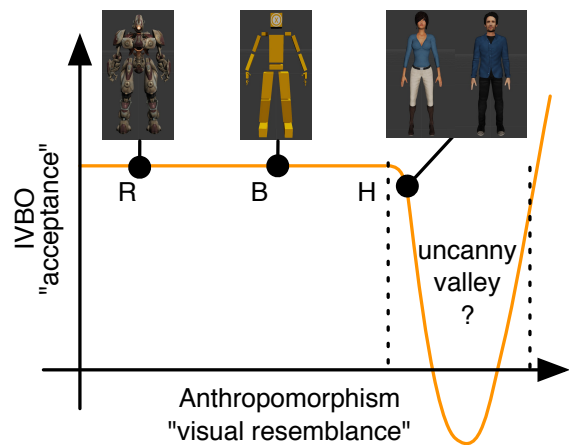 R
B
H
IVBO
"acceptance"
uncanny
valley
?
Anthropomorphism
"visual resemblance"